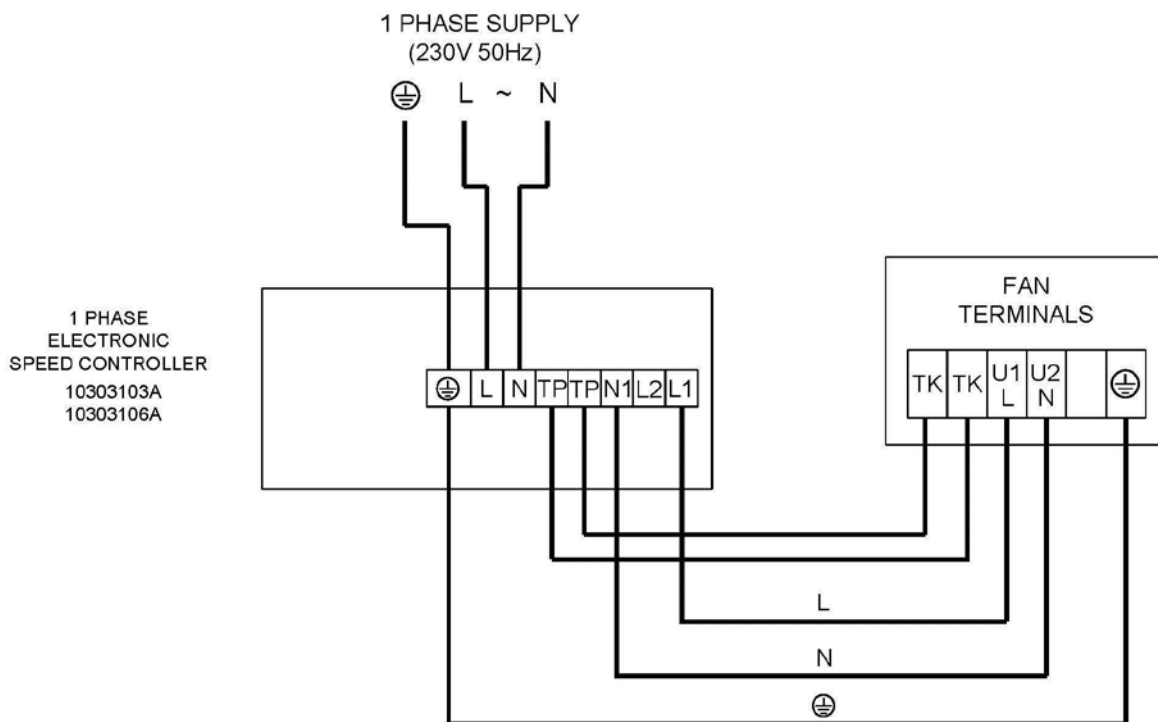 1 PHASE SUPPLY
(230V 50Hz)
L ~ N
1 PHASE
ELECTRONIC
SPEED CONTROLLER
10303103A
10303106A
L N TP TP N1 L2 L1
FAN
TERMINALS
TK TK U1 U2
L N
L
N